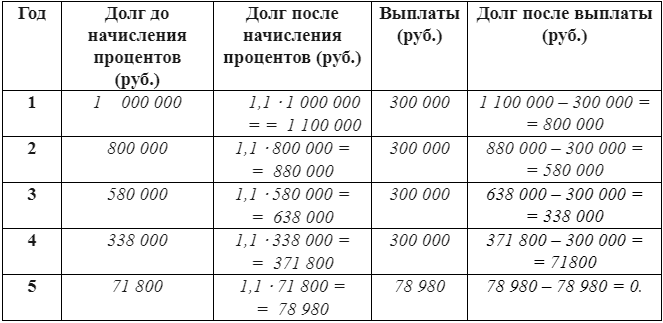 Год Долг до Долг после Выплаты Долг после выплаты
начисления начисления (руб.) (руб.)
процентов процентов (руб.)
(руб.)
1 1 000 000 1,1 · 1 000 000 300 000 1 100 000 – 300 000 =
= = 1 100 000 = 800 000
2 800 000 1,1 · 800 000 = 300 000 880 000 – 300 000 =
= 880 000 = 580 000
3 580 000 1,1 · 580 000 = 300 000 638 000 – 300 000 =
= 638 000 = 338 000
4 338 000 1,1 · 338 000 = 300 000 371 800 – 300 000 =
= 371 800 = 71800
5 71 800 1,1 · 71 800 = 78 980 78 980 – 78 980 = 0.
= 78 980